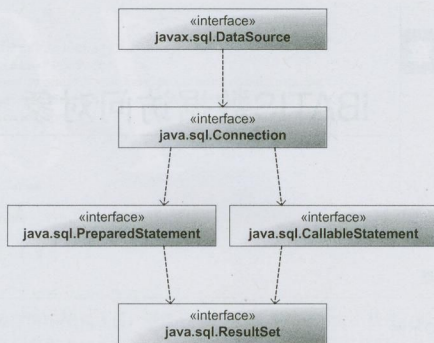 «interface»
javax.sql.DataSource
«interface»
java.sql.Connection
«interface»
java.sql.PreparedStatement
«interface»
java.sql.CallableStatement
«interface»
java.sql.ResultSet